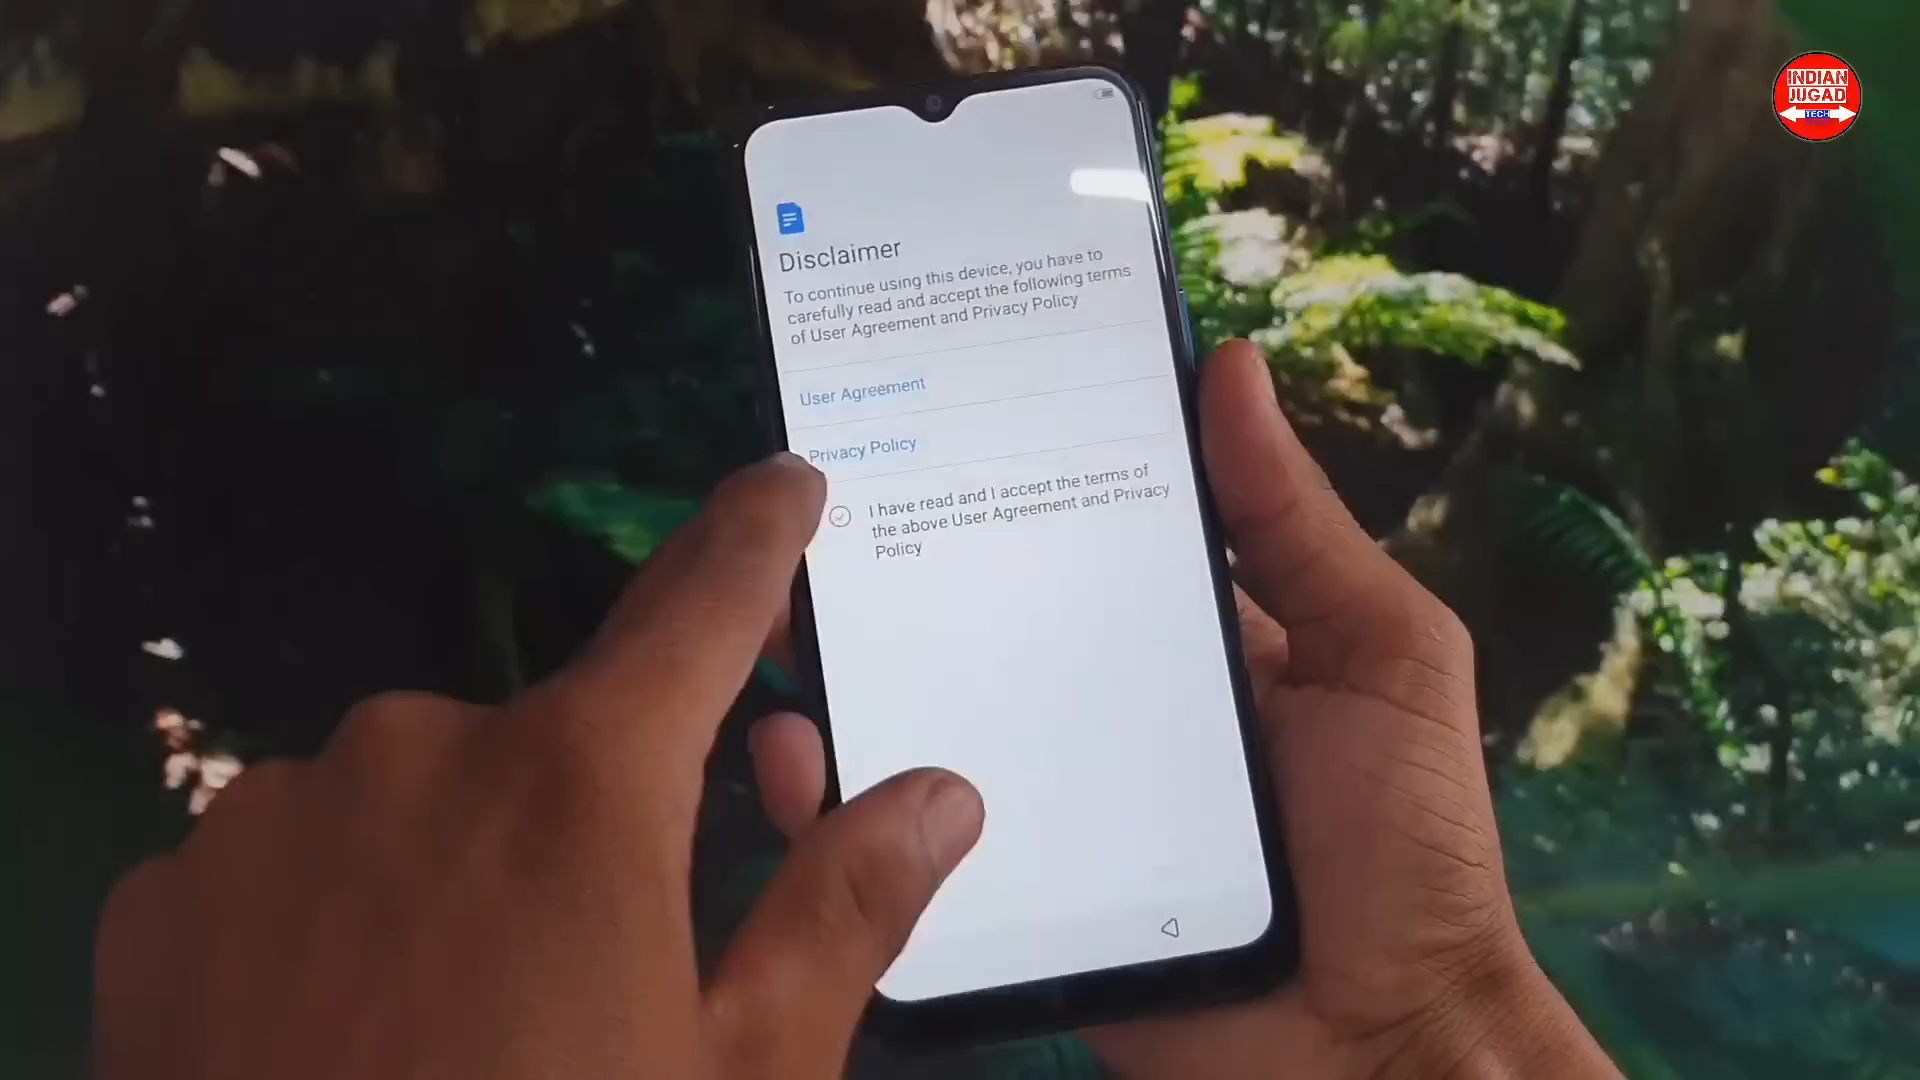 INDIAN
JUGAD
TECH
Disclaimer
To continue using this device, you have to
carefully read and accept the following terms
of User Agreement and Privacy Policy
User Agreement
Privacy Policy
I have read and I accept the terms of
the above User Agreement and Privacy
Policy